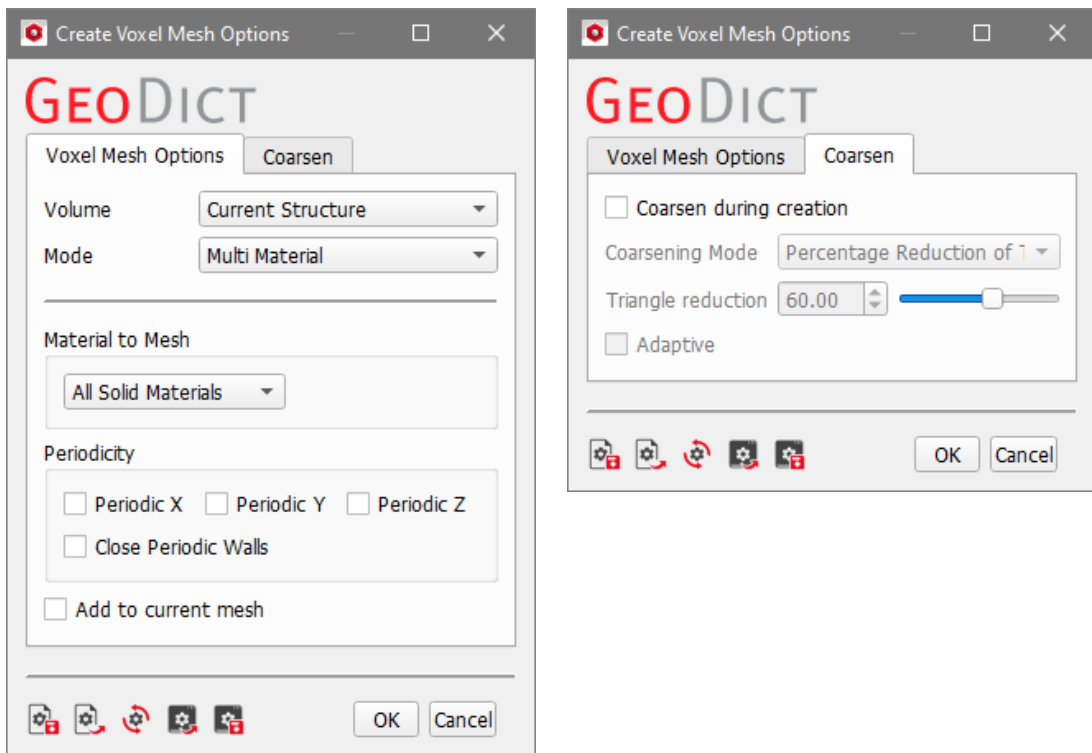 Create Voxel Mesh Options
GEODICT
Voxel Mesh Options Coarsen
Volume Current Structure
Mode Multi Material
Material to Mesh
All Solid Materials
Periodicity
Periodic X Periodic Y Periodic Z
Close Periodic Walls
Add to current mesh
OK Cancel
Create Voxel Mesh Options
GEODICT
Voxel Mesh Options Coarsen
Coarsen during creation
Coarsening Mode Percentage Reduction of
Triangle reduction 60.00
Adaptive
OK Cancel